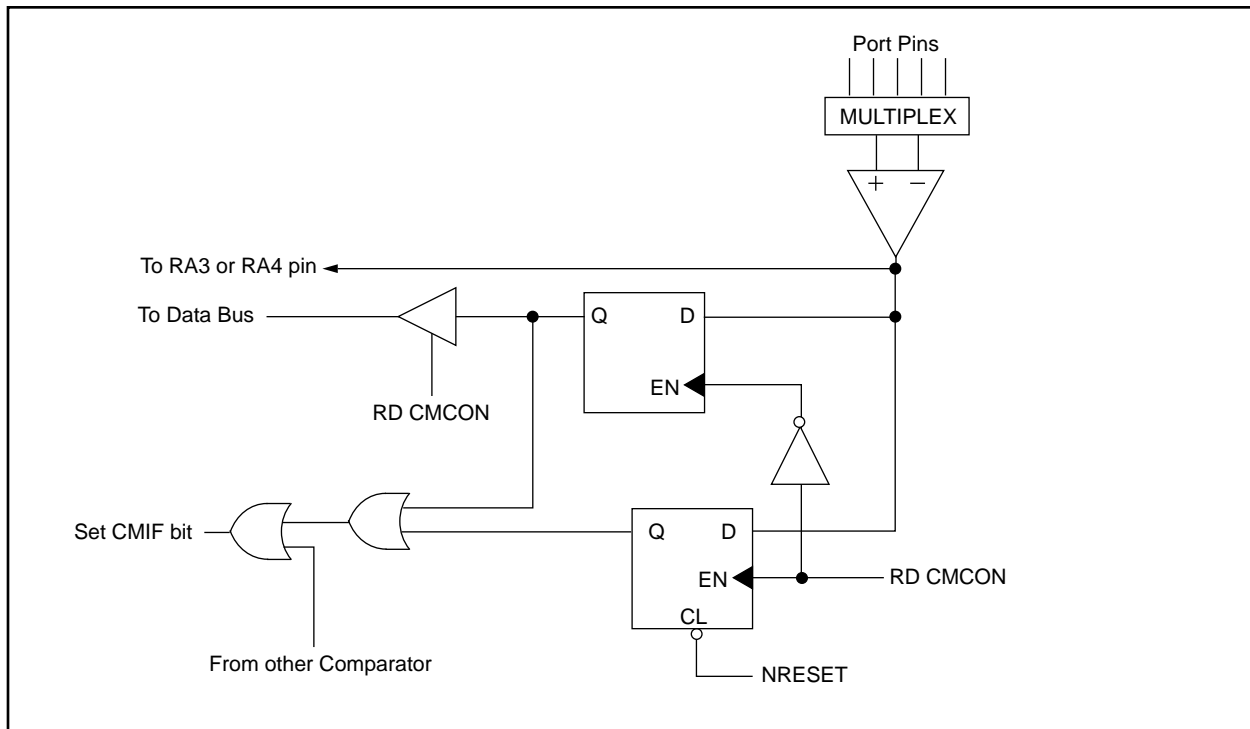 Port Pins
MULTIPLEX
+ −
To RA3 or RA4 pin
To Data Bus
Q D
EN
RD CMCON
Set CMIF bit
Q D
EN
RD CMCON
CL
From other Comparator
NRESET